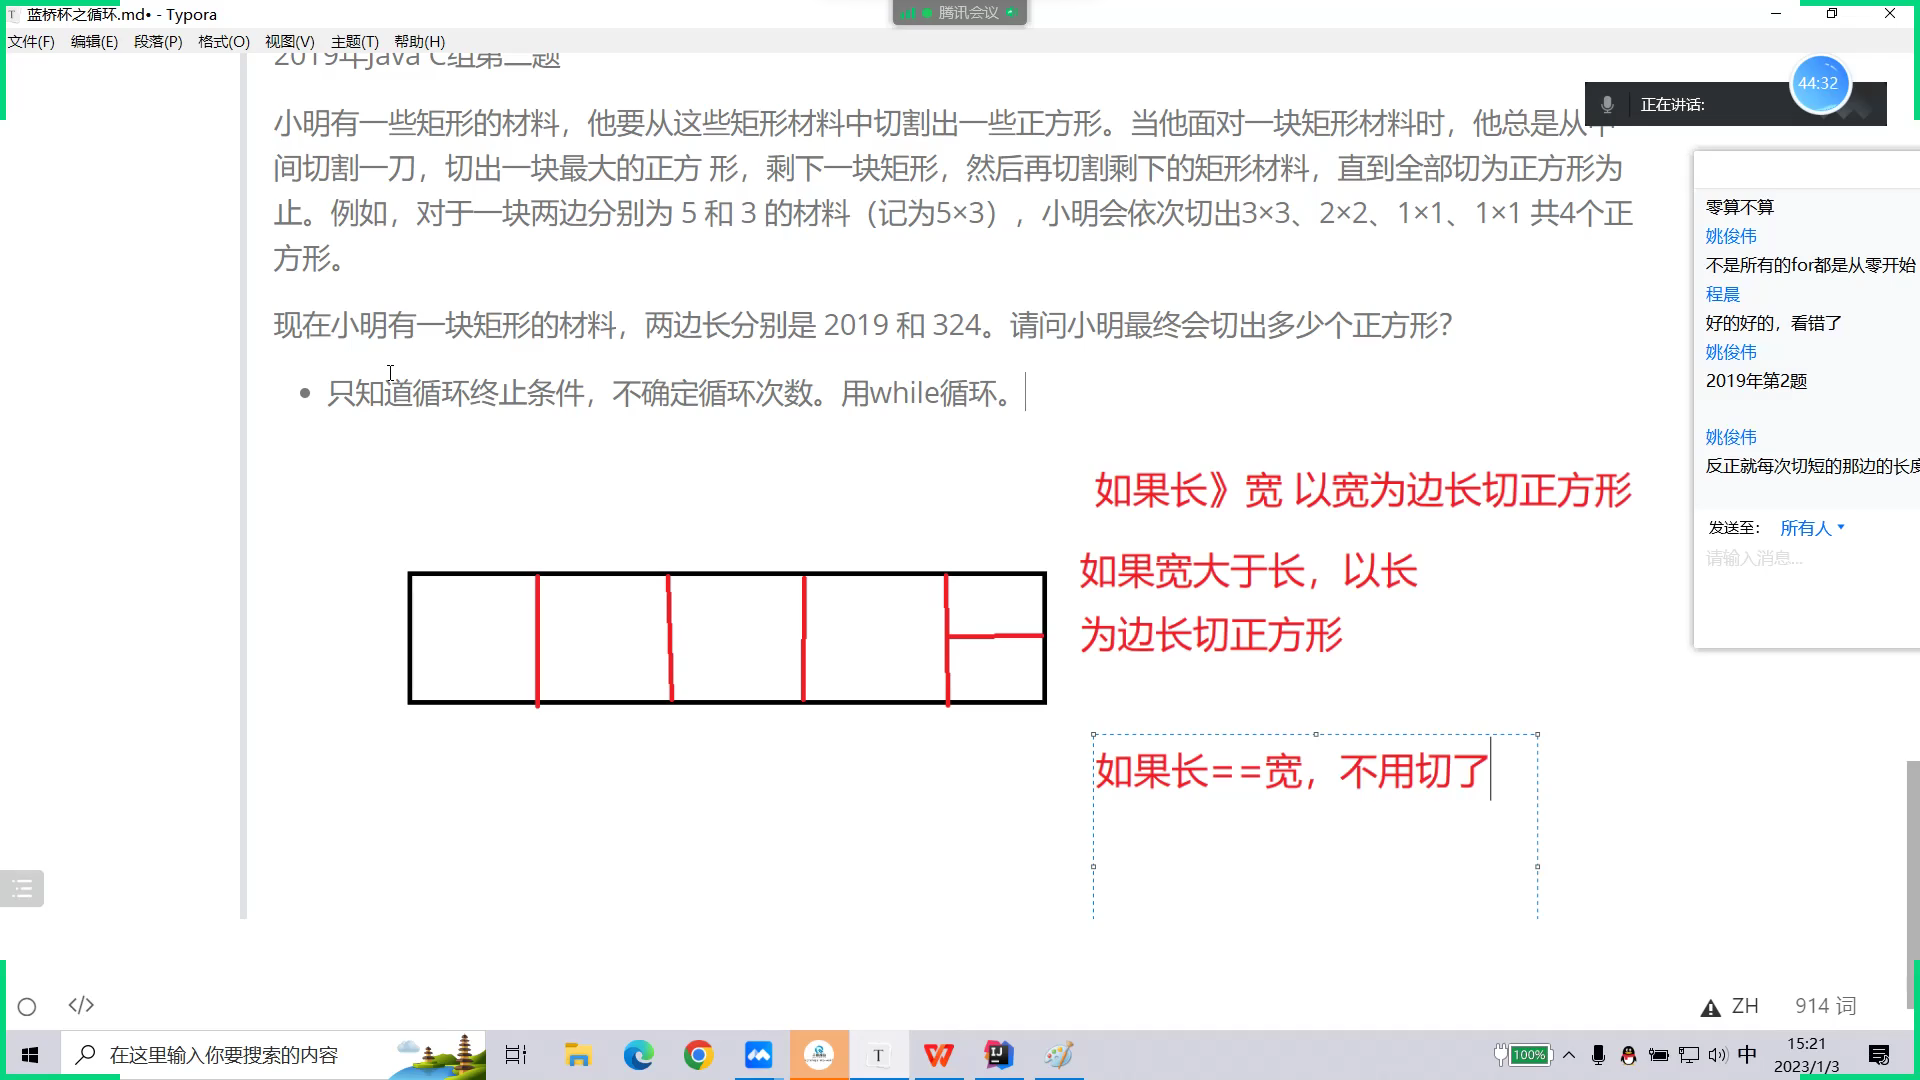 蓝桥杯之循环.md• - Typora
腾讯会议
文件(F) 编辑(E) 段落(P) 格式(O) 视图(V) 主题(T) 帮助(H)
2019年Java C组第二题
44:32
正在讲话:
小明有一些矩形的材料，他要从这些矩形材料中切割出一些正方形。当他面对一块矩形材料时，他总是从中
间切割一刀，切出一块最大的正方 形，剩下一块矩形，然后再切割剩下的矩形材料，直到全部切为正方形为
止。例如，对于一块两边分别为 5 和 3 的材料（记为5×3），小明会依次切出3×3、2×2、1×1、1×1 共4个正
方形。
现在小明有一块矩形的材料，两边长分别是 2019 和 324。请问小明最终会切出多少个正方形？
• 只知道循环终止条件，不确定循环次数。用while循环。
如果长》宽 以宽为边长切正方形
如果宽大于长，以长
为边长切正方形
如果长==宽，不用切了
零算不算
姚俊伟
不是所有的for都是从零开始
程晨
好的好的，看错了
姚俊伟
2019年第2题
姚俊伟
反正就每次切短的那边的长度
发送至: 所有人
请输入消息...
ZH 914 词
在这里输入你要搜索的内容
100%
中
15:21
2023/1/3